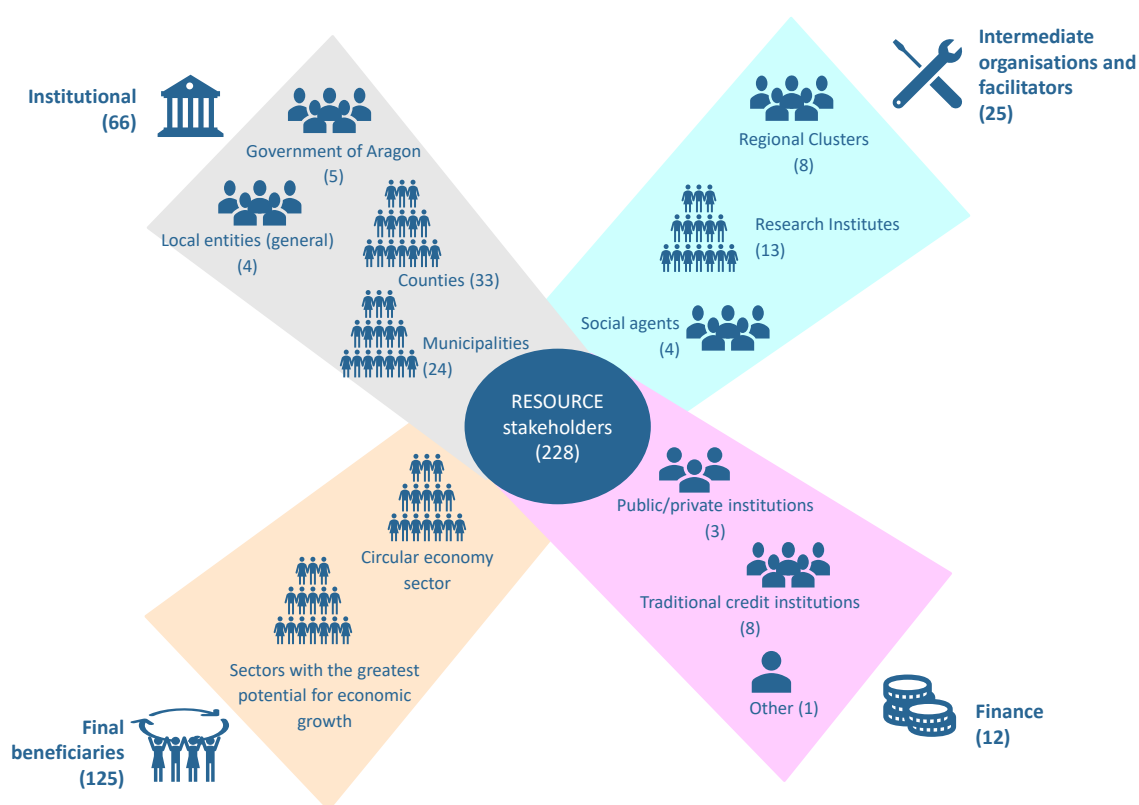 Institutional
(66)
Government of Aragon
(5)
Local entities (general)
(4)
Counties (33)
Municipalities
(24)
Intermediate
organisations and
facilitators
(25)
Regional Clusters
(8)
Research Institutes
(13)
Social agents
(4)
RESOURCE
stakeholders
(228)
Circular economy
sector
Sectors with the greatest
potential for economic
growth
Final
beneficiaries
(125)
Public/private institutions
(3)
Traditional credit institutions
(8)
Other (1)
Finance
(12)